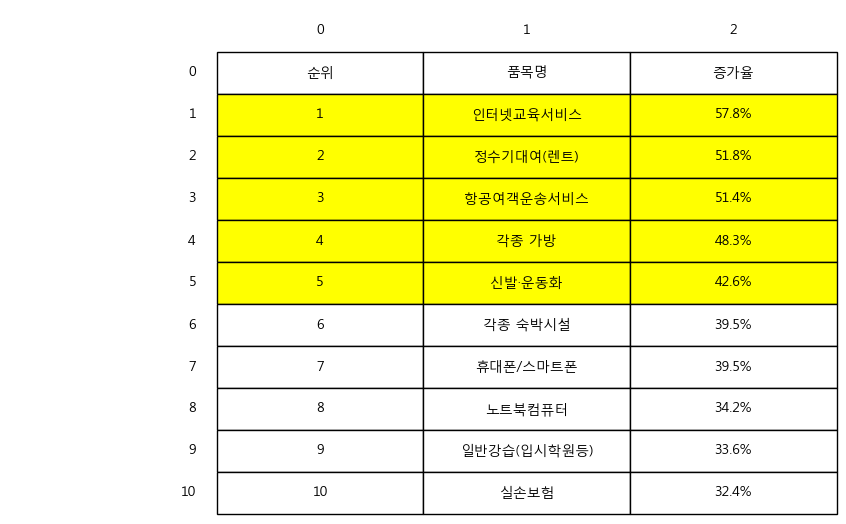 0 1 2
0 순위 품목명 증가율
1 1 인터넷교육서비스 57.8%
2 2 정수기대여(렌트) 51.8%
3 3 항공여객운송서비스 51.4%
4 4 각종 가방 48.3%
5 5 신발·운동화 42.6%
6 6 각종 숙박시설 39.5%
7 7 휴대폰/스마트폰 39.5%
8 8 노트북컴퓨터 34.2%
9 9 일반강습(입시학원등) 33.6%
10 10 실손보험 32.4%